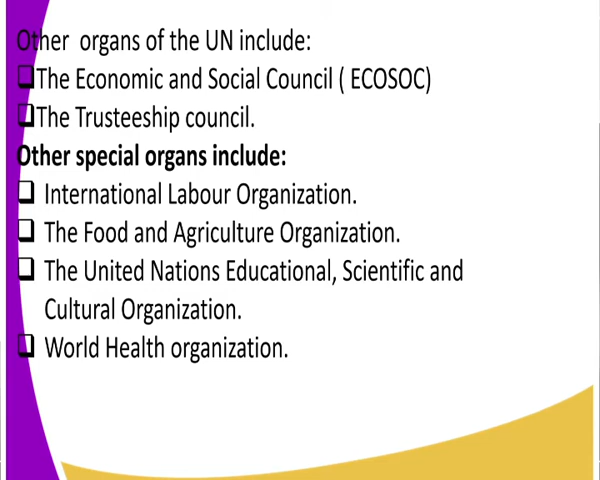 Other organs of the UN include:
❑The Economic and Social Council ( ECOSOC)
❑The Trusteeship council.
Other special organs include:
❑ International Labour Organization.
❑ The Food and Agriculture Organization.
❑ The United Nations Educational, Scientific and
Cultural Organization.
❑ World Health organization.